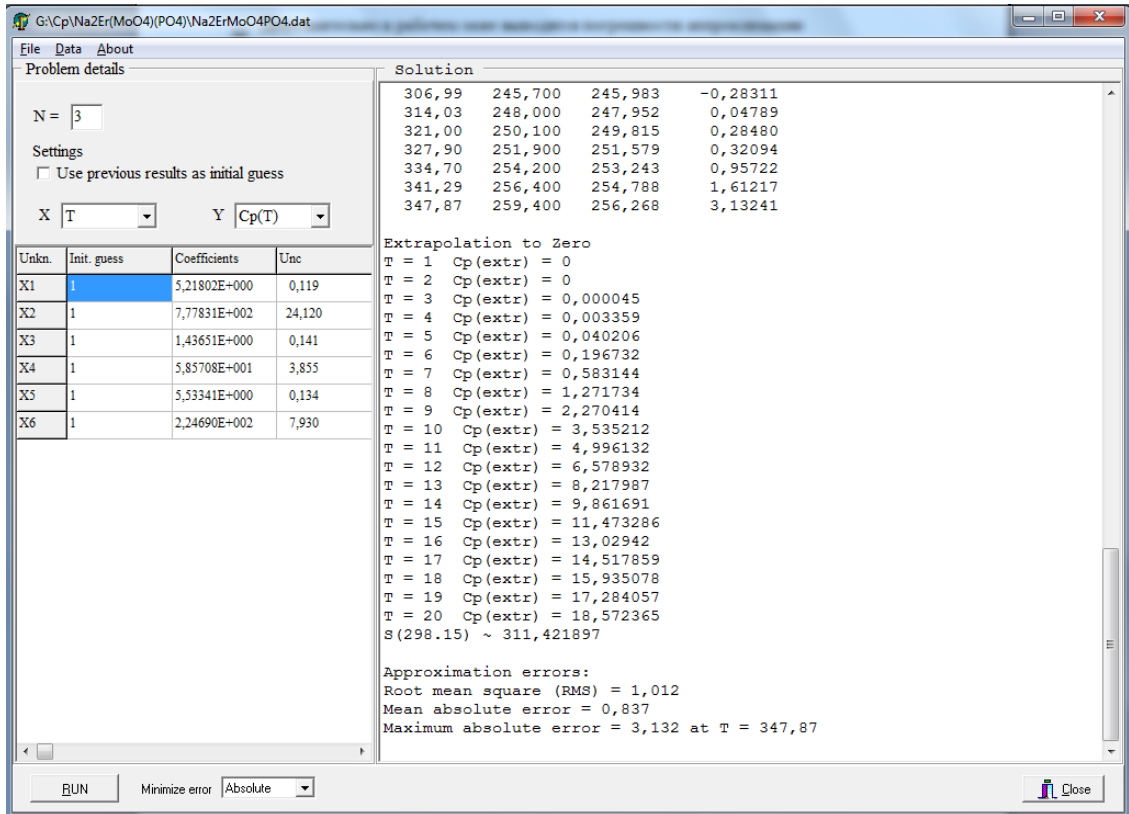 G:\Cp\Na2Er(MoO4)(PO4)\Na2ErMoO4PO4.dat
File Data About
Problem details
N = 3
Settings
Use previous results as initial guess
X T Y Cp(T)
Unkn. Init. guess Coefficients Unc
X1 1 5,21802E+000 0,119
X2 1 7,77831E+002 24,120
X3 1 1,43651E+000 0,141
X4 1 5,85708E+001 3,855
X5 1 5,53341E+000 0,134
X6 1 2,24690E+002 7,930
Solution
306,99 245,700 245,983 -0,28311
314,03 248,000 247,952 0,04789
321,00 250,100 249,815 0,28480
327,90 251,900 251,579 0,32094
334,70 254,200 253,243 0,95722
341,29 256,400 254,788 1,61217
347,87 259,400 256,268 3,13241
Extrapolation to Zero
T = 1 Cp(extr) = 0
T = 2 Cp(extr) = 0
T = 3 Cp(extr) = 0,000045
T = 4 Cp(extr) = 0,003359
T = 5 Cp(extr) = 0,040206
T = 6 Cp(extr) = 0,196732
T = 7 Cp(extr) = 0,583144
T = 8 Cp(extr) = 1,271734
T = 9 Cp(extr) = 2,270414
T = 10 Cp(extr) = 3,535212
T = 11 Cp(extr) = 4,996132
T = 12 Cp(extr) = 6,578932
T = 13 Cp(extr) = 8,217987
T = 14 Cp(extr) = 9,861691
T = 15 Cp(extr) = 11,473286
T = 16 Cp(extr) = 13,02942
T = 17 Cp(extr) = 14,517859
T = 18 Cp(extr) = 15,935078
T = 19 Cp(extr) = 17,284057
T = 20 Cp(extr) = 18,572365
S(298.15) ~ 311,421897
Approximation errors:
Root mean square (RMS) = 1,012
Mean absolute error = 0,837
Maximum absolute error = 3,132 at T = 347,87
RUN Minimize error Absolute Close